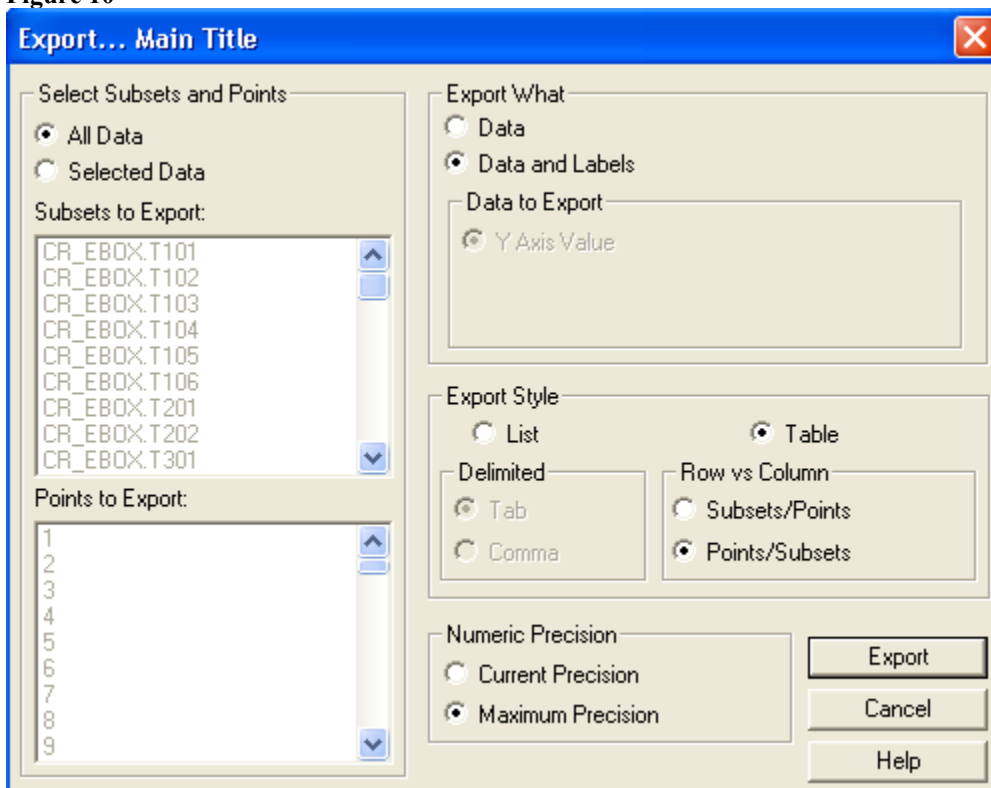 Figure 16
Export... Main Title
Select Subsets and Points
All Data
Selected Data
Subsets to Export:
CR_EBOX.T101
CR_EBOX.T102
CR_EBOX.T103
CR_EBOX.T104
CR_EBOX.T105
CR_EBOX.T106
CR_EBOX.T201
CR_EBOX.T202
CR_EBOX.T301
Points to Export:
1
2
3
4
5
6
7
8
9
Export What
Data
Data and Labels
Data to Export
Y Axis Value
Export Style
List
Table
Delimited
Tab
Comma
Row vs Column
Subsets/Points
Points/Subsets
Numeric Precision
Current Precision
Maximum Precision
Export
Cancel
Help